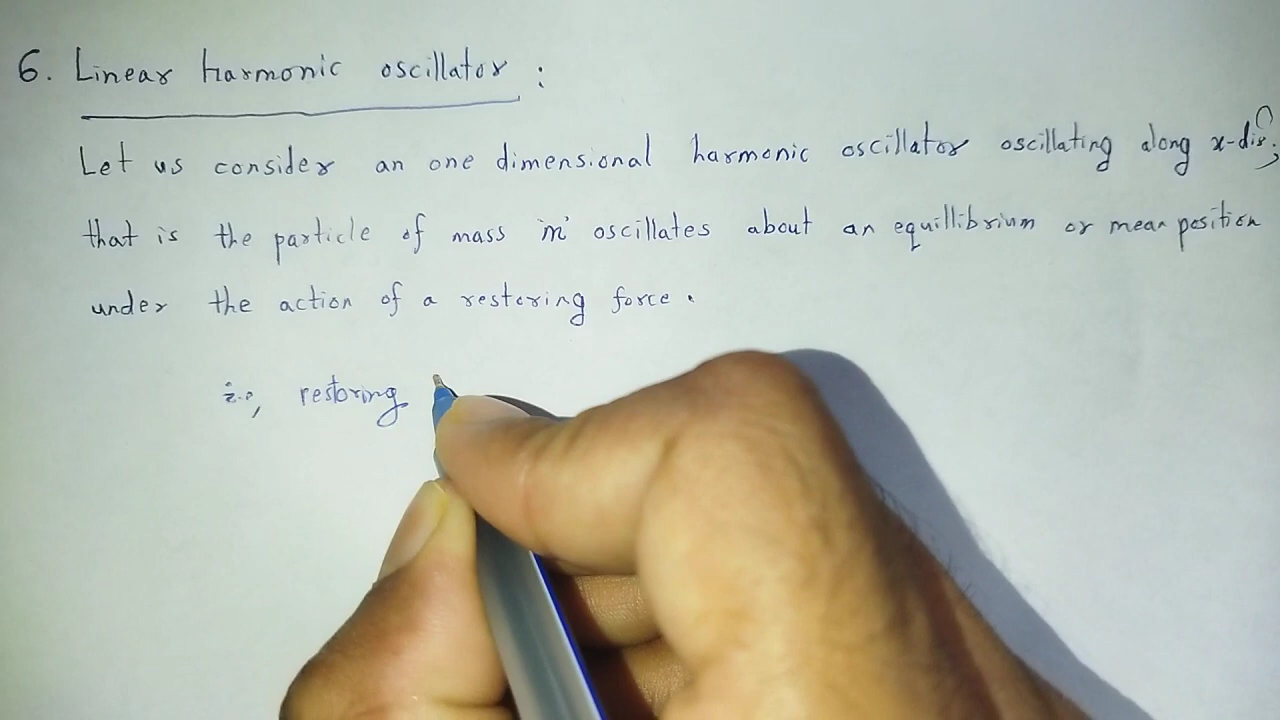 6. Linear harmonic oscillator :
Let us consider an one dimensional harmonic oscillator oscillating along x-dir;
that is the particle of mass 'm' oscillates about an equillibrium or mean position
under the action of a restoring force.
i.e, restoring